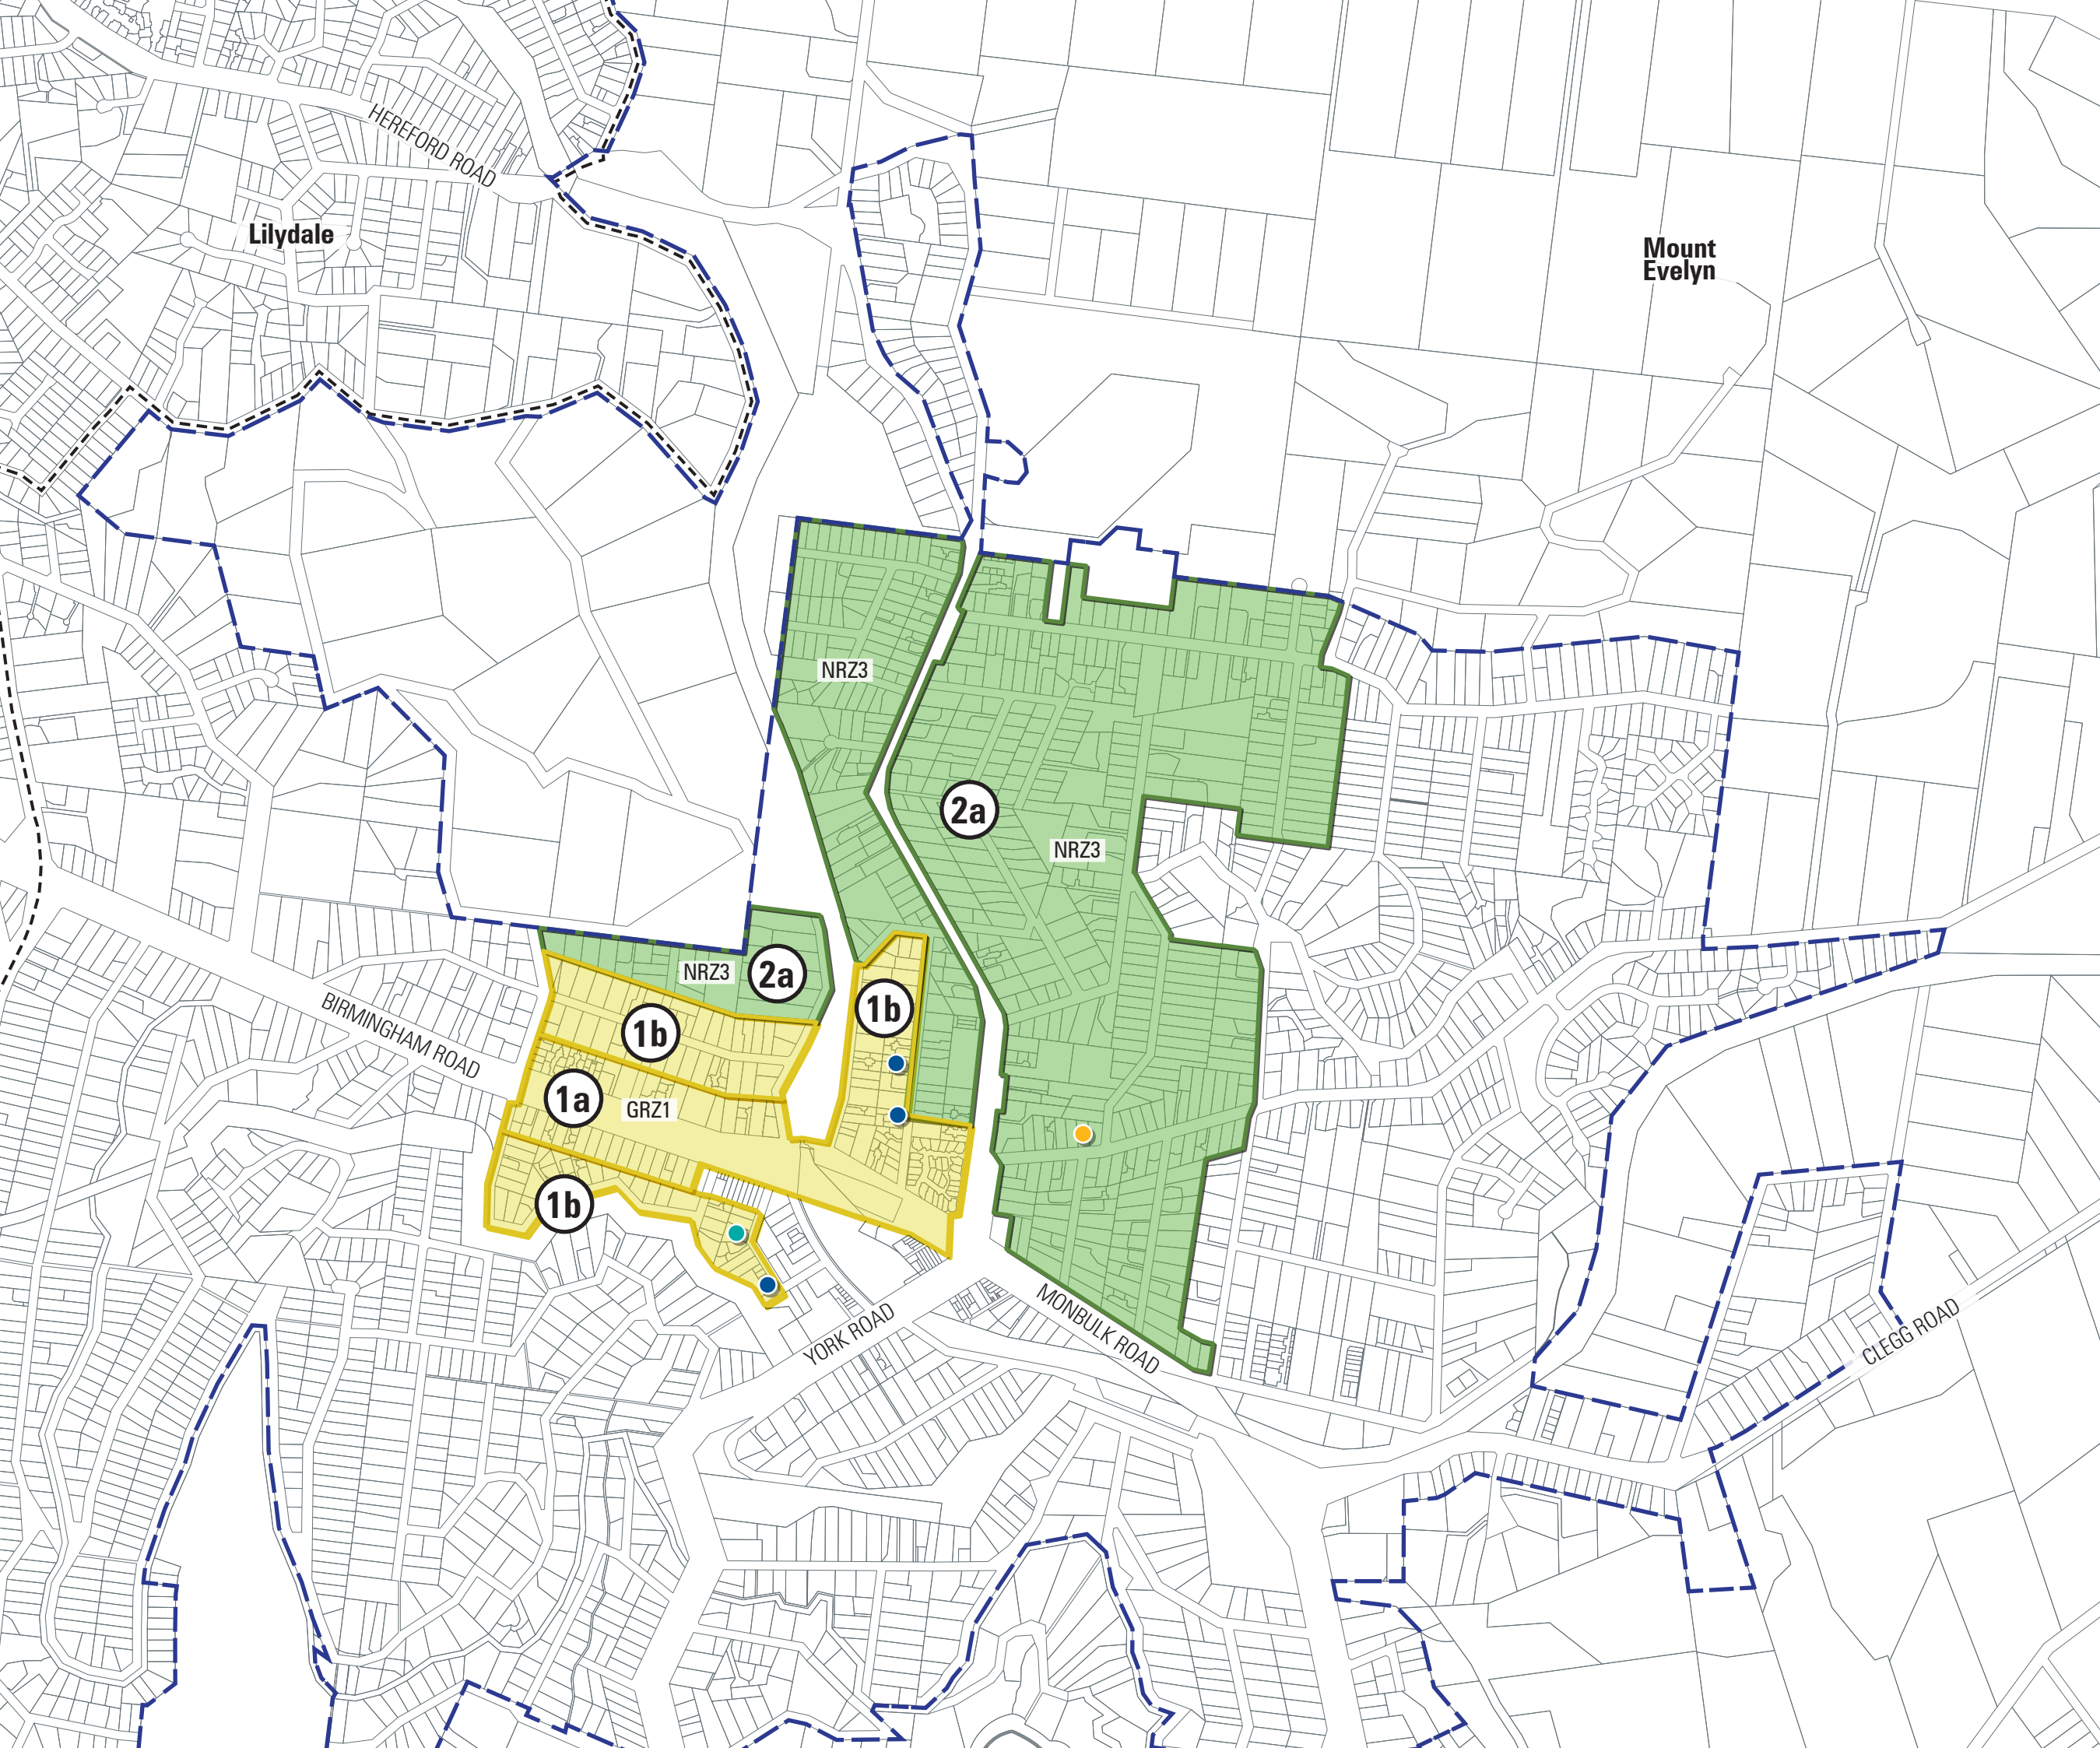 HEREFORD ROAD
Lilydale
Mount
Evelyn
NRZ3
2a
NRZ3
NRZ3
2a
1b
1b
BIRMINGHAM ROAD
1a
GRZ1
1b
YORK ROAD
MONBULK ROAD
CLEGG ROAD